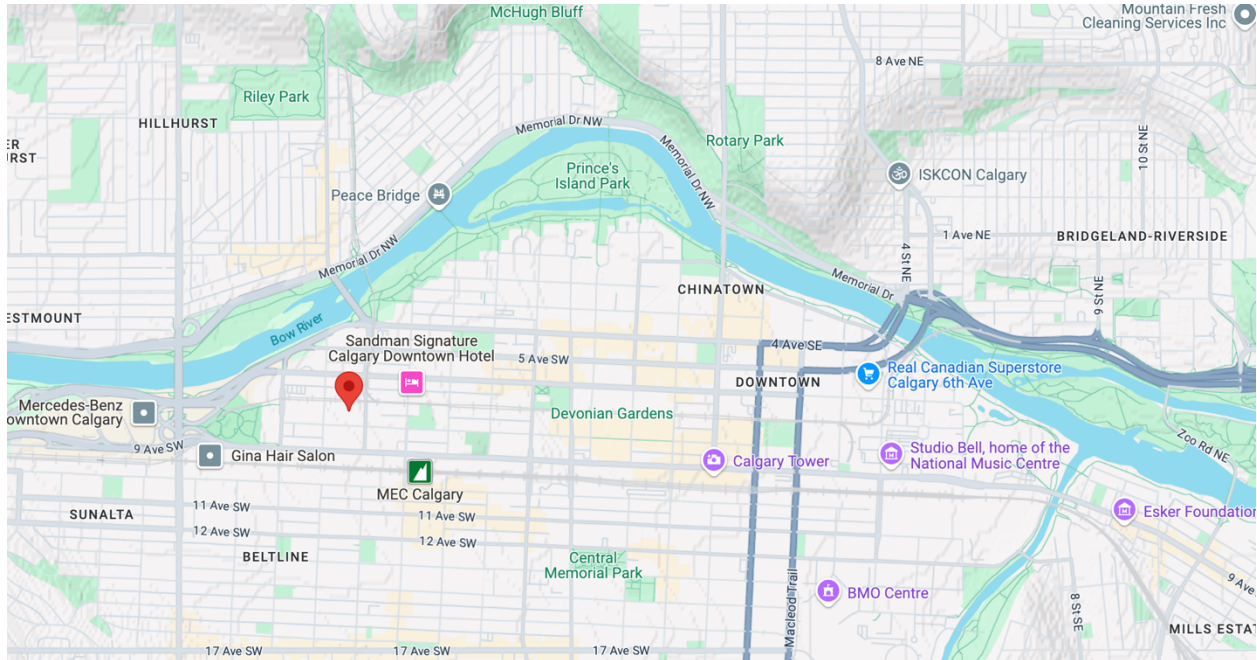 McHugh Bluff
Mountain Fresh
Cleaning Services Inc
8 Ave NE
Riley Park
HILLHURST
Memorial Dr NW
Rotary Park
Memorial Dr NW
10 St NE
ER
URST
Prince's
Island Park
ISKCON Calgary
Peace Bridge
1 Ave NE
BRIDGELAND-RIVERSIDE
4 St NE
Memorial Dr NW
Memorial Dr
CHINATOWN
6 St NE
ESTMOUNT
Bow River
Sandman Signature
Calgary Downtown Hotel
4 Ave SE
5 Ave SW
Real Canadian Superstore
Calgary 6th Ave
DOWNTOWN
Mercedes-Benz
owntown Calgary
Devonian Gardens
9 Ave SW
Gina Hair Salon
Calgary Tower
Studio Bell, home of the
National Music Centre
Zoo Rd NE
MEC Calgary
11 Ave SW
SUNALTA
11 Ave SW
Esker Foundation
12 Ave SW
12 Ave SW
BELTLINE
Central
Memorial Park
Macleod Trail
BMO Centre
9 Ave
8 St SE
MILLS ESTAT
17 Ave SW
17 Ave SW
17 Ave SW